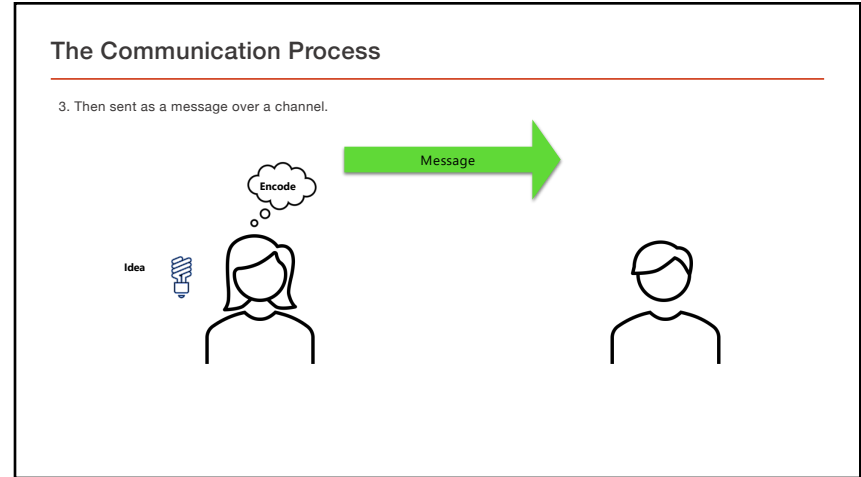 The Communication Process
3. Then sent as a message over a channel.
Message
Encode
Idea